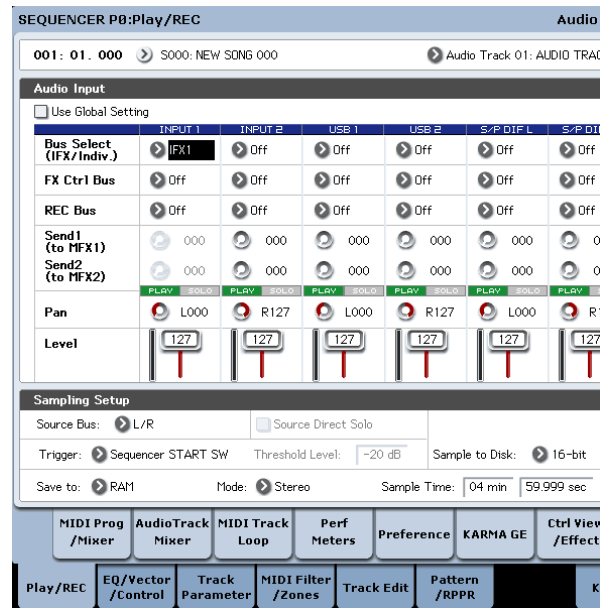 SEQUENCER P0:Play/REC Audio
001: 01. 000 S000: NEW SONG 000 Audio Track 01: AUDIO TRAC
Audio Input
Use Global Setting
INPUT 1 INPUT 2 USB 1 USB 2 S/P DIF L S/P DIF
Bus Select
(IFX/Indiv.) IFX1 Off Off Off Off Off
FX Ctrl Bus Off Off Off Off Off Off
REC Bus Off Off Off Off Off Off
Send1
(to MFX1) 000 000 000 000 000 0
Send2
(to MFX2) 000 000 000 000 000 0
PLAY SOLO PLAY SOLO PLAY SOLO PLAY SOLO PLAY SOLO PLAY
Pan L000 R127 L000 R127 L000 R1
Level 127 127 127 127 127 127
Sampling Setup
Source Bus: L/R Source Direct Solo
Trigger: Sequencer START SW Threshold Level: -20 dB Sample to Disk: 16-bit
Save to: RAM Mode: Stereo Sample Time: 04 min 59.999 sec
MIDI Prog
/Mixer AudioTrack
Mixer MIDI Track
Loop Perf
Meters Preference KARMA GE Ctrl View
/Effect
Play/REC EQ/Vector
/Control Track
Parameter MIDI Filter
/Zones Track Edit Pattern
/RPPR K